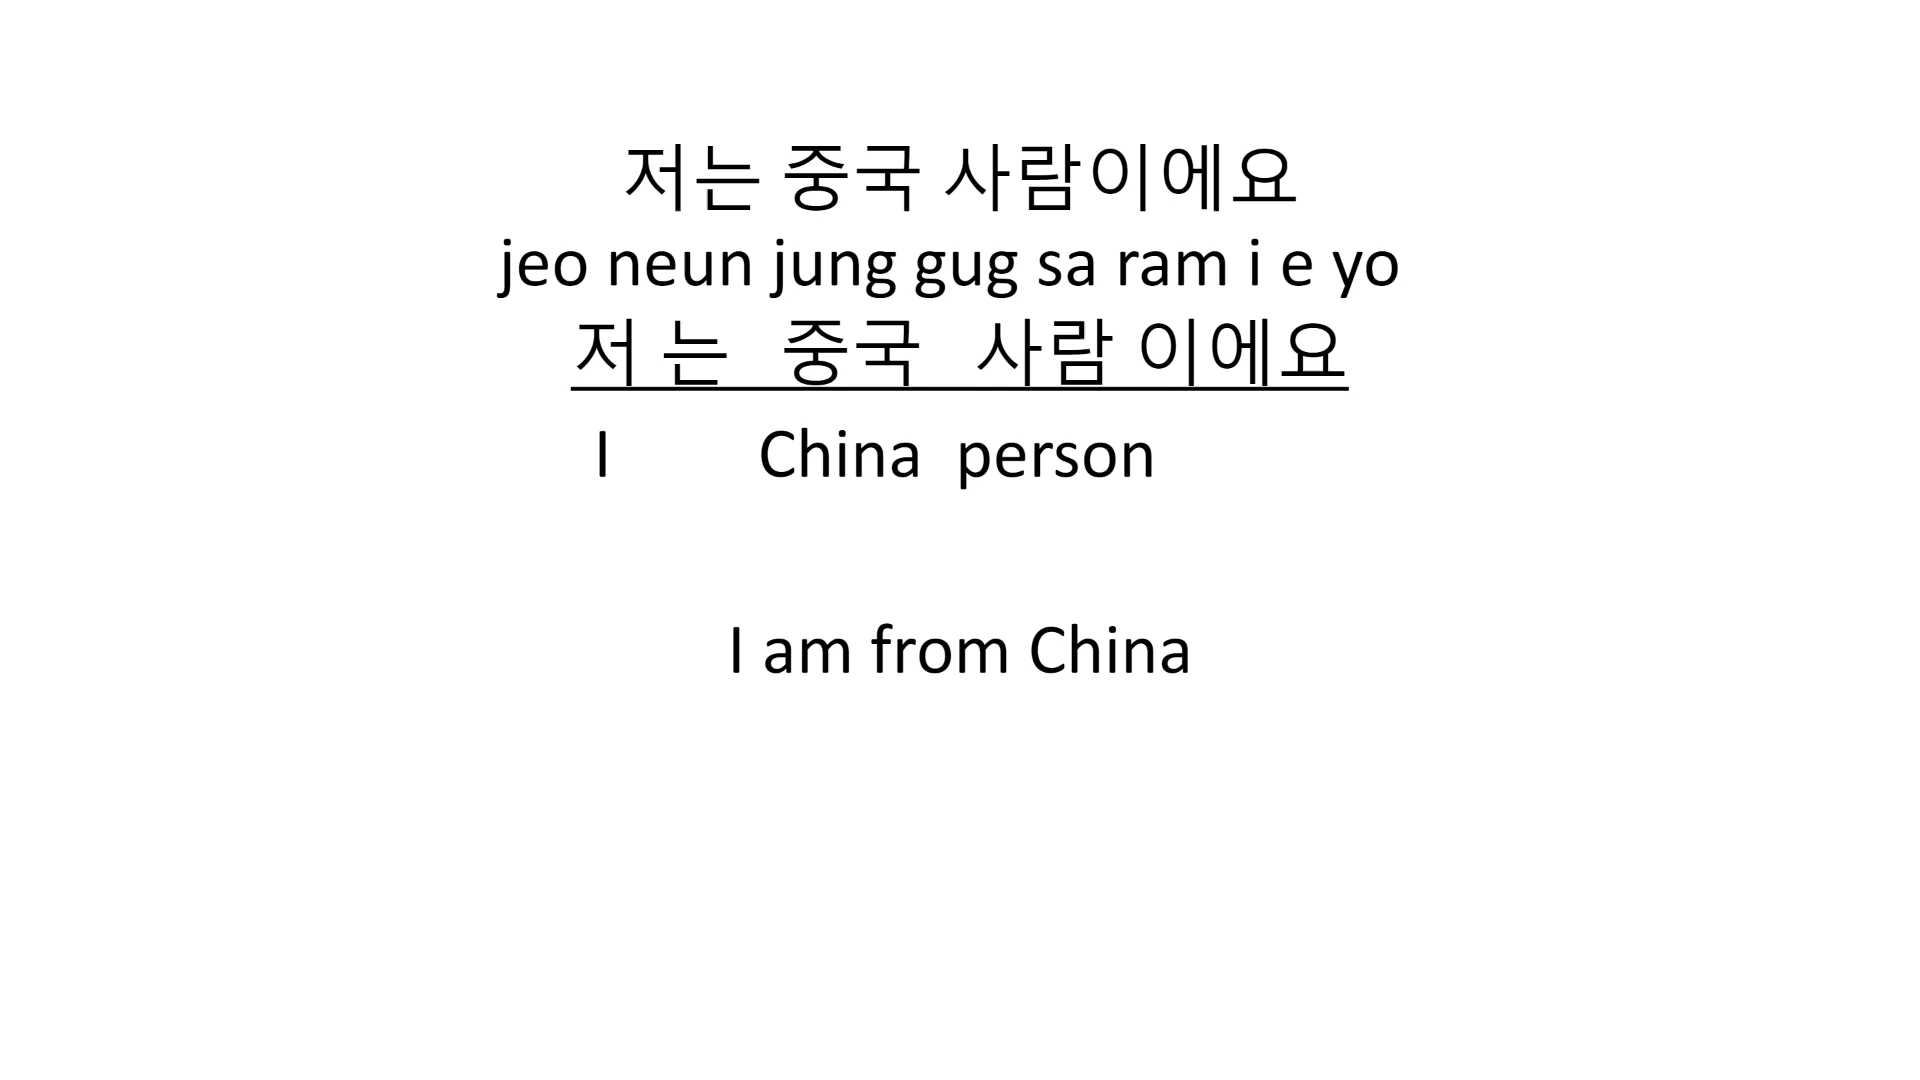 저는 중국 사람이에요
jeo neun jung gug sa ram i e yo
저 는 중국 사람 이에요
I China person
I am from China